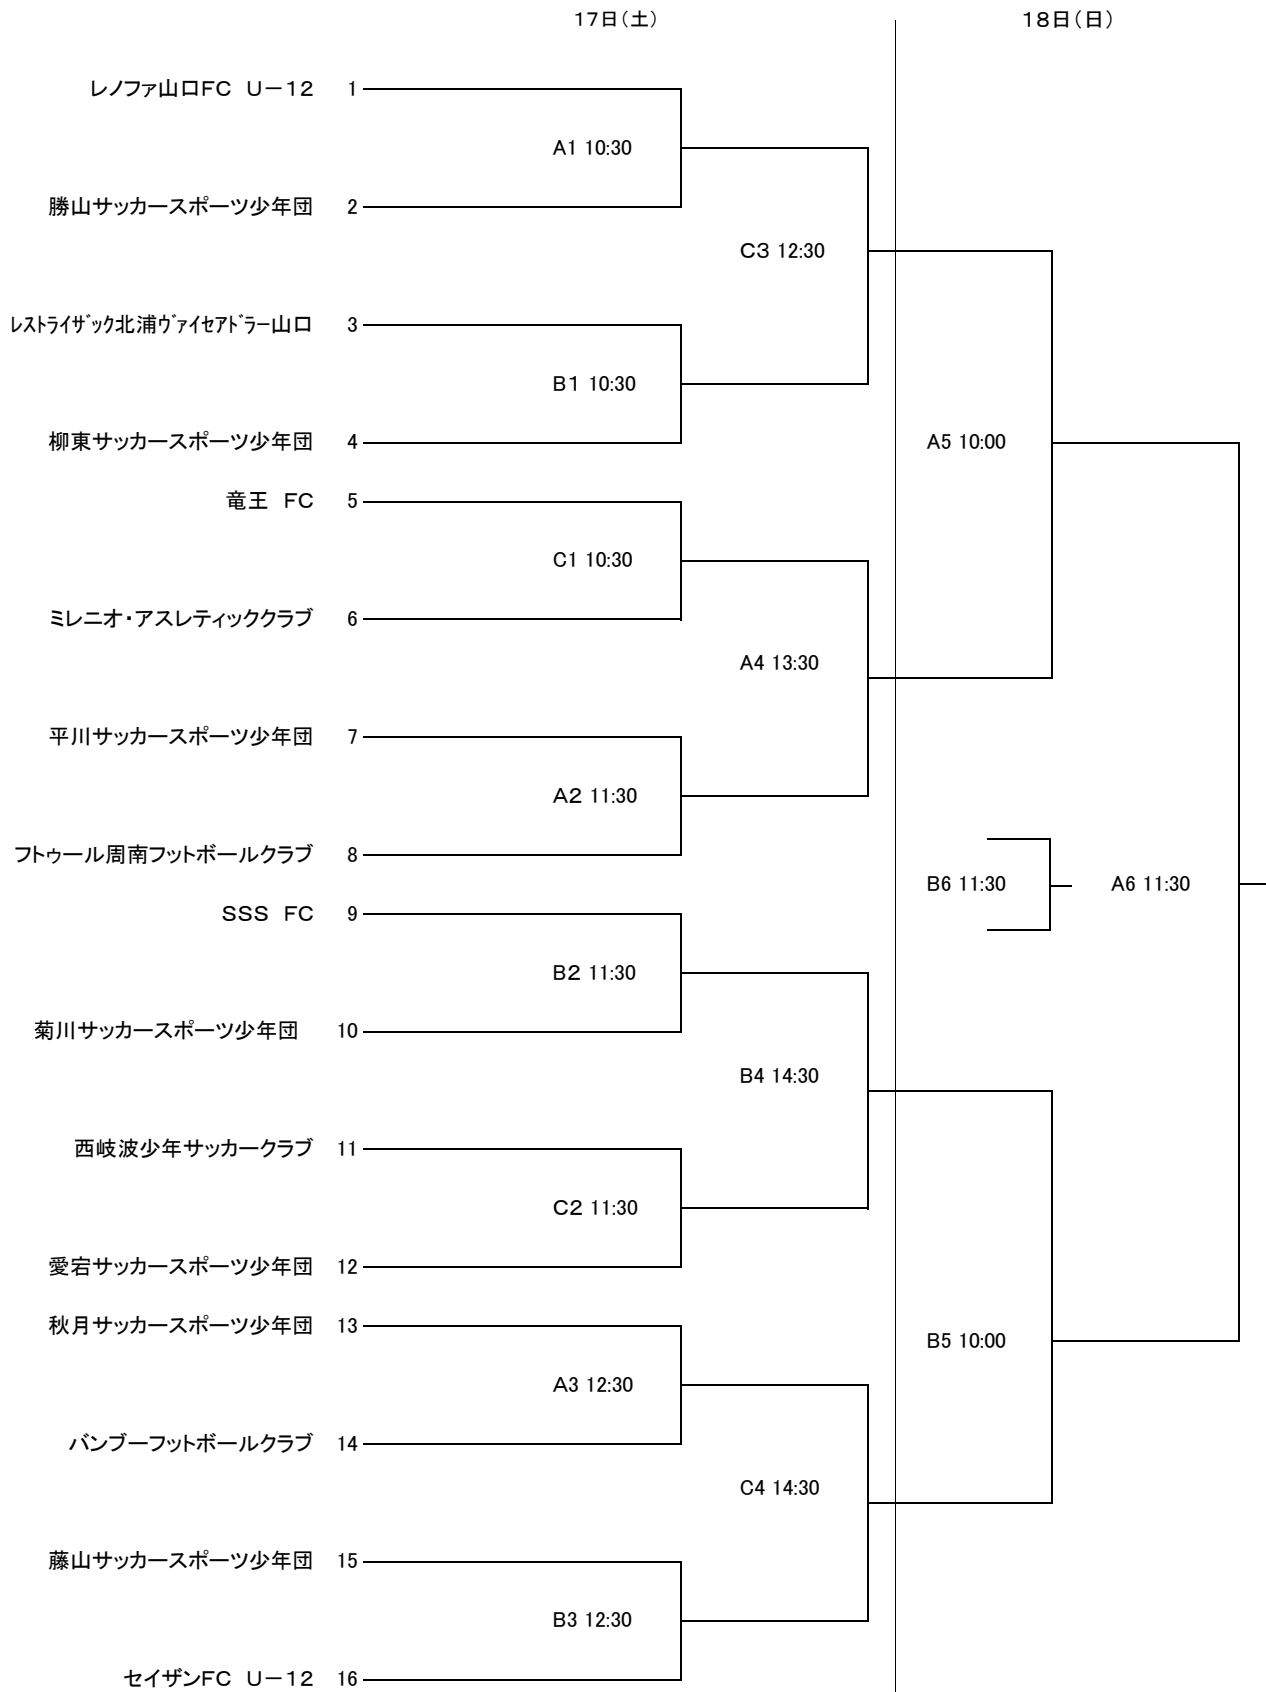 17日(土) 18日(日)
レノファ山口FC U-12 1
A1 10:30
勝山サッカースポーツ少年団 2
C3 12:30
レストライザック北浦ヴァイセアドラー山口 3
B1 10:30
柳東サッカースポーツ少年団 4
A5 10:00
竜王 FC 5
C1 10:30
ミレニオ・アスレティッククラブ 6
A4 13:30
平川サッカースポーツ少年団 7
A2 11:30
フトゥール周南フットボールクラブ 8
B6 11:30 A6 11:30
SSS FC 9
B2 11:30
菊川サッカースポーツ少年団 10
B4 14:30
西岐波少年サッカークラブ 11
C2 11:30
愛宕サッカースポーツ少年団 12
秋月サッカースポーツ少年団 13
B5 10:00
A3 12:30
バンブーフットボールクラブ 14
C4 14:30
藤山サッカースポーツ少年団 15
B3 12:30
セイザンFC U-12 16